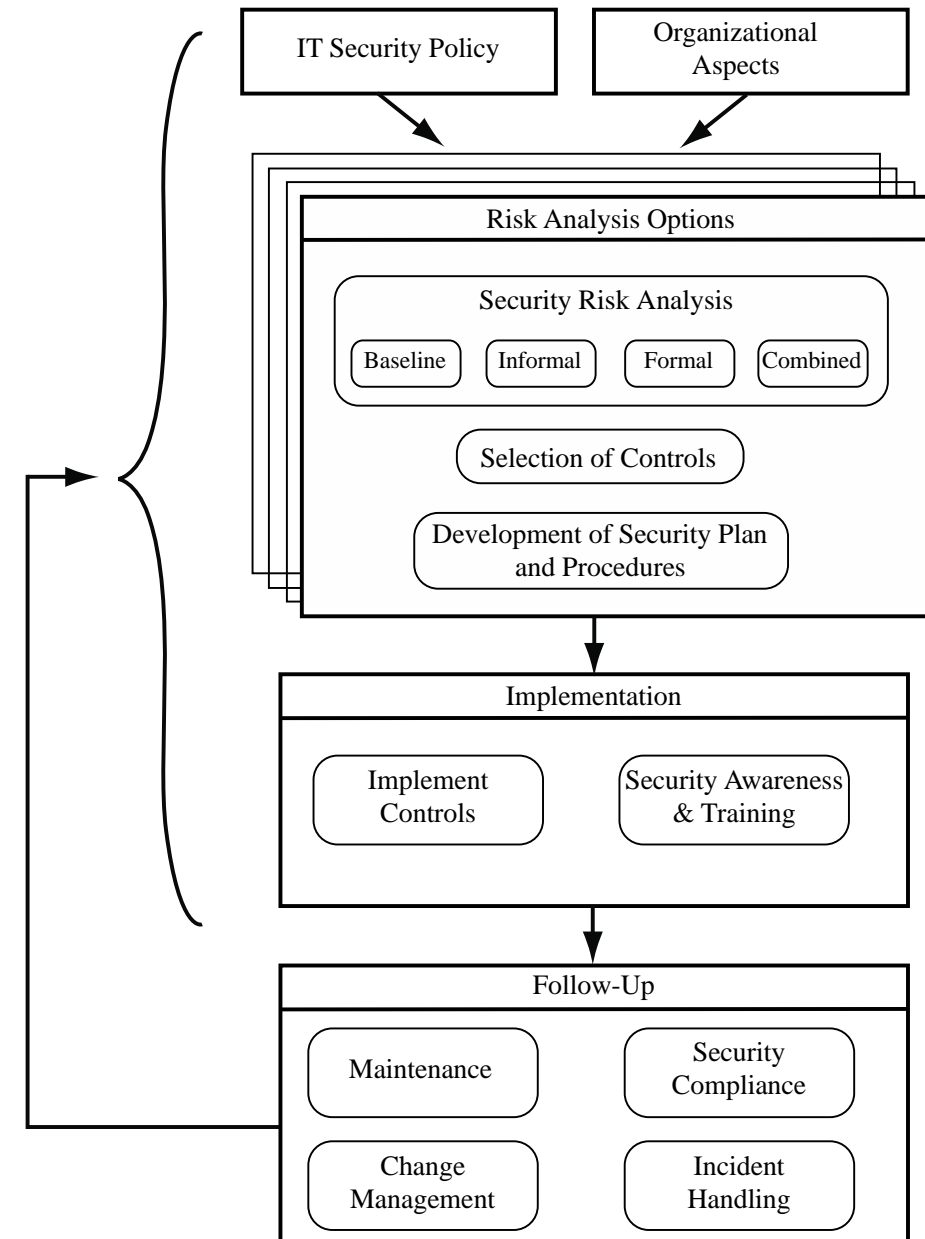 IT Security Policy
Organizational
Aspects
Risk Analysis Options
Security Risk Analysis
Baseline
Informal
Formal
Combined
Selection of Controls
Development of Security Plan
and Procedures
Implementation
Implement
Controls
Security Awareness
& Training
Follow-Up
Maintenance
Security
Compliance
Change
Management
Incident
Handling